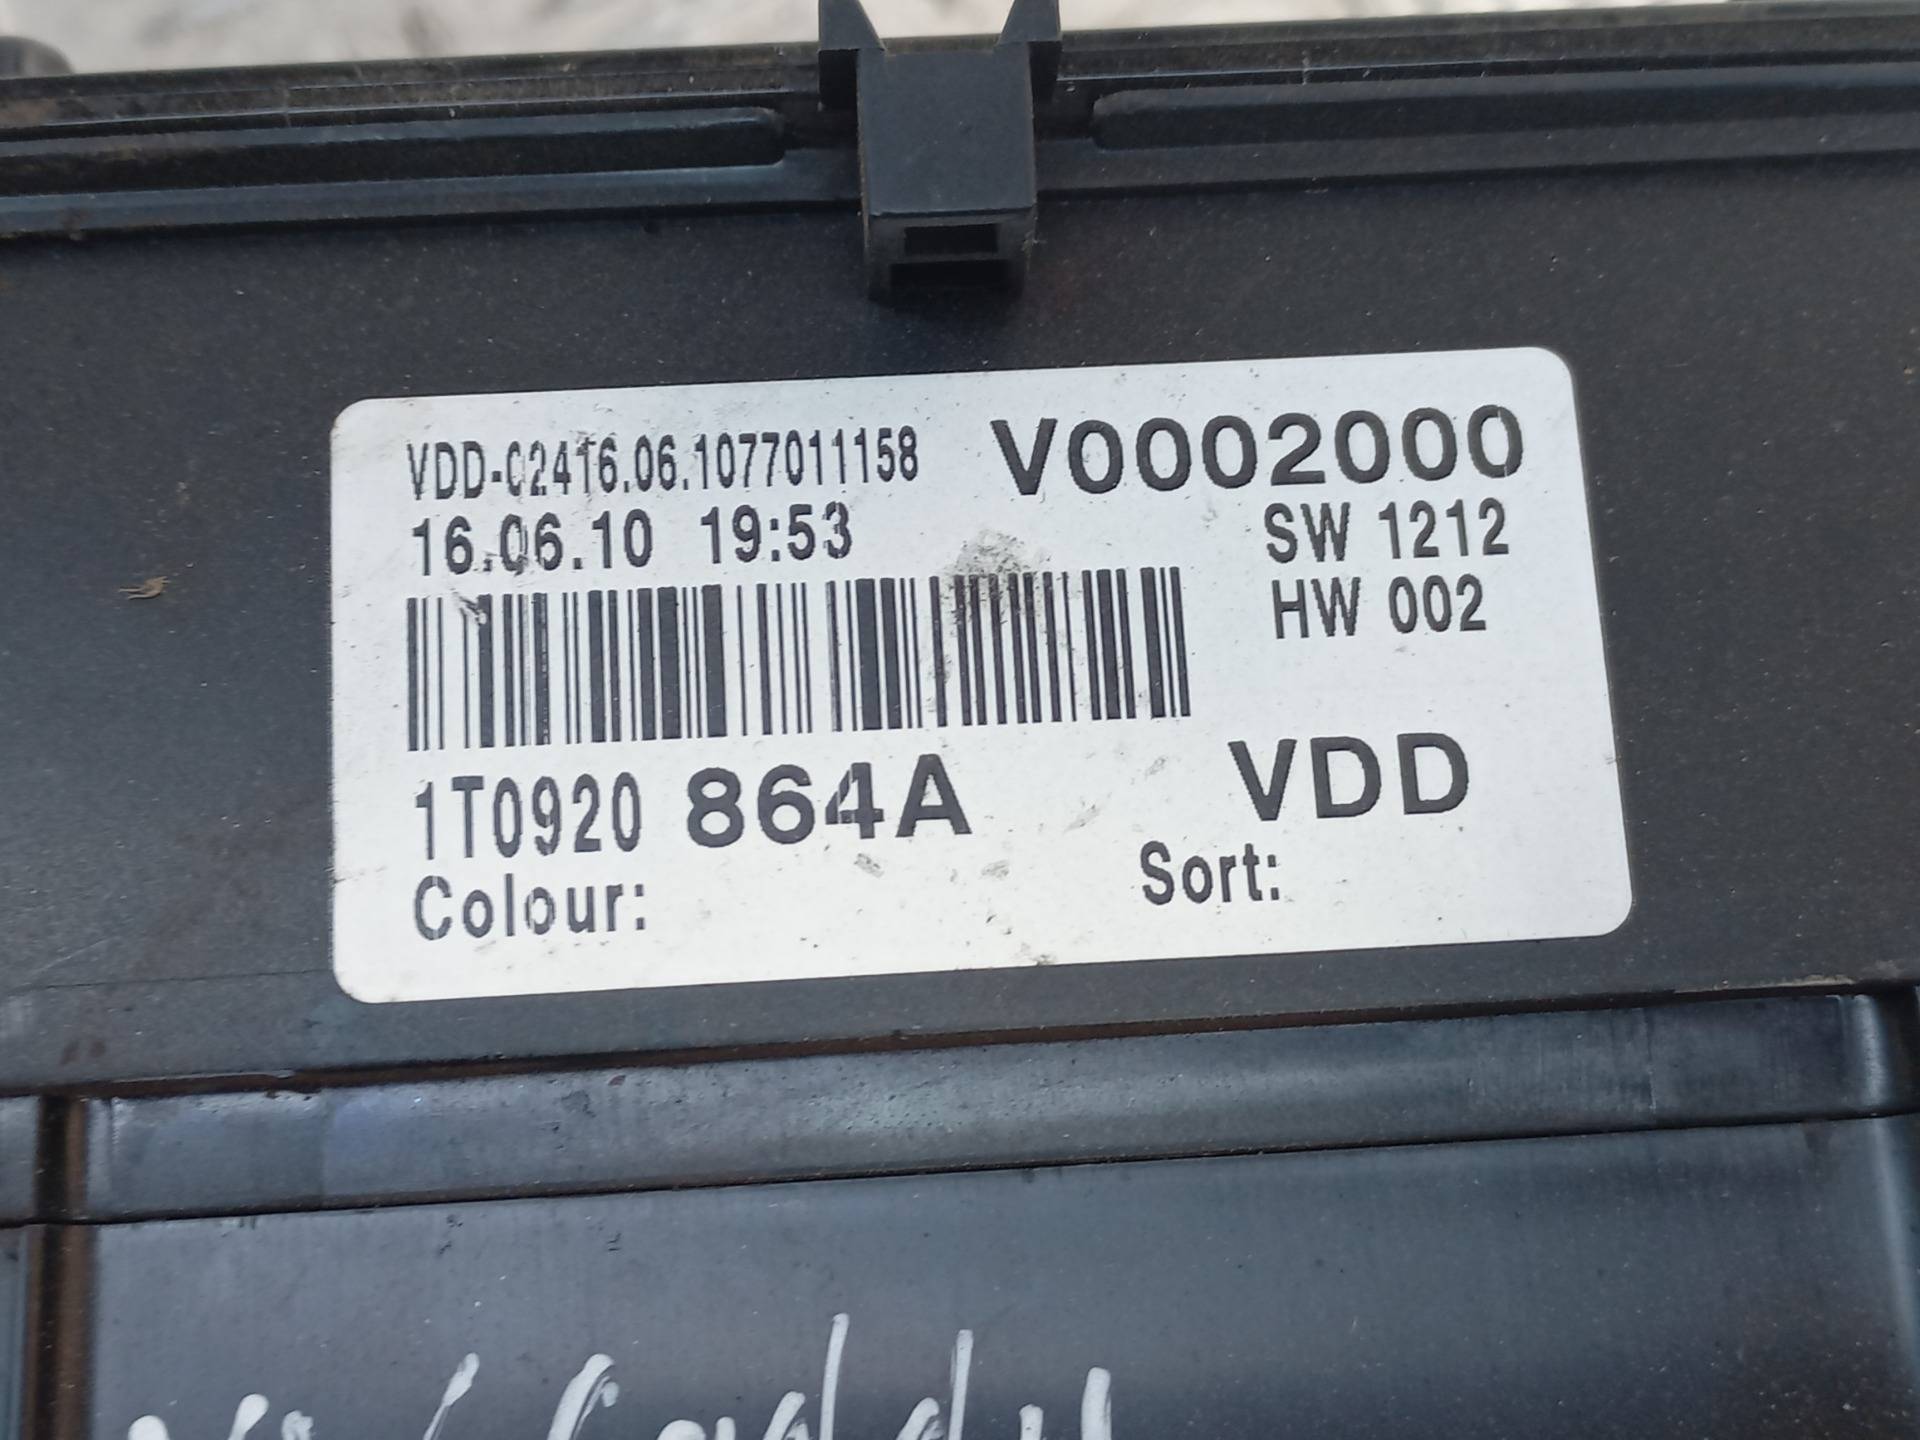 VDD-02416.06.1077011158 V0002000
16.06.10 19:53 SW 1212
HW 002
1T0920 864A VDD
Colour: Sort:
Caddy